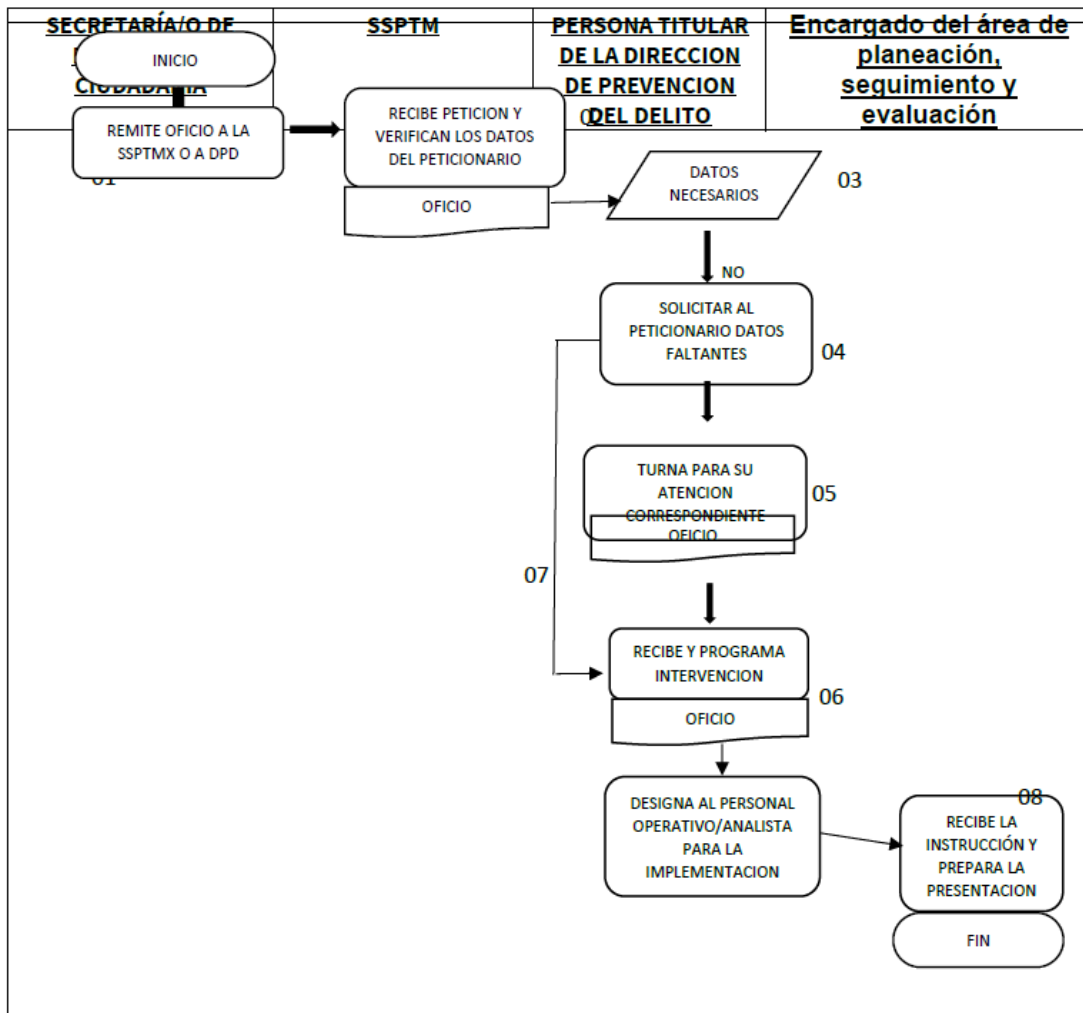 SECRETARÍA/O DE
CIUDADANIA
SSPTM
PERSONA TITULAR
DE LA DIRECCION
DE PREVENCION
DEL DELITO
Encargado del área de
planeación,
seguimiento y
evaluación
INICIO
REMITE OFICIO A LA
SSPTMX O A DPD
01
RECIBE PETICION Y
VERIFICAN LOS DATOS
DEL PETICIONARIO
OFICIO
DATOS
NECESARIOS
03
NO
SOLICITAR AL
PETICIONARIO DATOS
FALTANTES
04
TURNA PARA SU
ATENCION
CORRESPONDIENTE
OFICIO
05
07
RECIBE Y PROGRAMA
INTERVENCION
06
OFICIO
DESIGNA AL PERSONAL
OPERATIVO/ANALISTA
PARA LA
IMPLEMENTACION
08
RECIBE LA
INSTRUCCIÓN Y
PREPARA LA
PRESENTACION
FIN